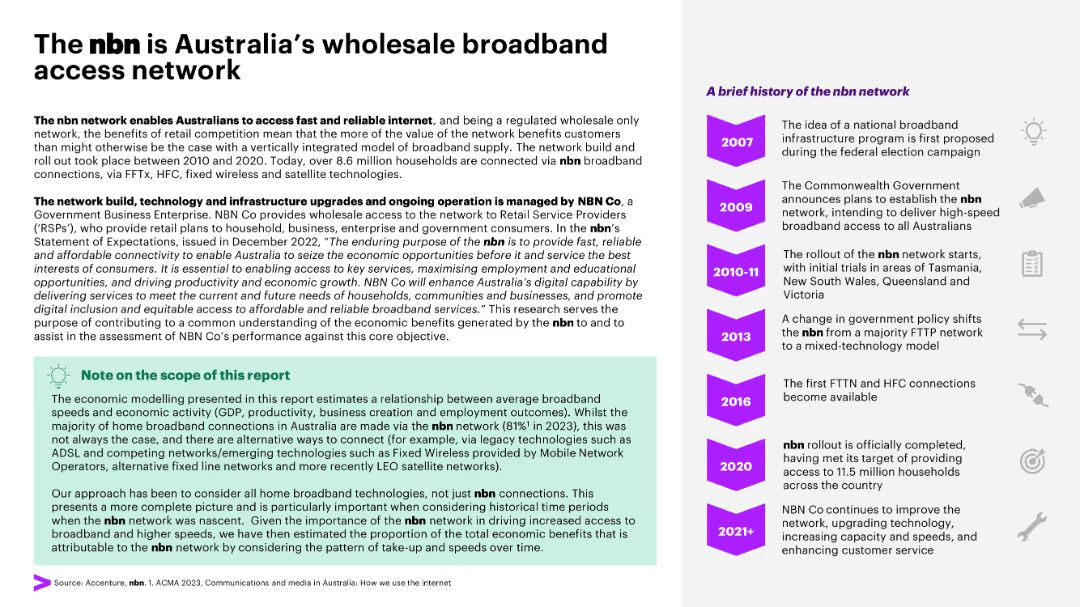 The nbn is Australia's wholesale broadband
access network
The nbn network enables Australians to access fast and reliable internet, and being a regulated wholesale only
network, the benefits of retail competition mean that the more of the value of the network benefits customers
than might otherwise be the case with a vertically integrated model of broadband supply. The network build and
roll out took place between 2010 and 2020. Today, over 8.6 million households are connected via nbn broadband
connections, via FFTx, HFC, fixed wireless and satellite technologies.
The network build, technology and infrastructure upgrades and ongoing operation is managed by NBN Co, a
Government Business Enterprise. NBN Co provides wholesale access to the network to Retail Service Providers
('RSPs'), who provide retail plans to household, business, enterprise and government consumers. In the nbn's
Statement of Expectations, issued in December 2022, "The enduring purpose of the nbn is to provide fast, reliable
and affordable connectivity to enable Australia to seize the economic opportunities before it and service the best
interests of consumers. It is essential to enabling access to key services, maximising employment and educational
opportunities, and driving productivity and economic growth. NBN Co will enhance Australia's digital capability by
delivering services to meet the current and future needs of households, communities and businesses, and promote
digital inclusion and equitable access to affordable and reliable broadband services." This research serves the
purpose of contributing to a common understanding of the economic benefits generated by the nbn to and to
assist in the assessment of NBN Co's performance against this core objective.
Note on the scope of this report
The economic modelling presented in this report estimates a relationship between average broadband
speeds and economic activity (GDP, productivity, business creation and employment outcomes). Whilst the
majority of home broadband connections in Australia are made via the nbn network (81%¹ in 2023), this was
not always the case, and there are alternative ways to connect (for example, via legacy technologies such as
ADSL and competing networks/emerging technologies such as Fixed Wireless provided by Mobile Network
Operators, alternative fixed line networks and more recently LEO satellite networks).
Our approach has been to consider all home broadband technologies, not just nbn connections. This
presents a more complete picture and is particularly important when considering historical time periods
when the nbn network was nascent. Given the importance of the nbn network in driving increased access to
broadband and higher speeds, we have then estimated the proportion of the total economic benefits that is
attributable to the nbn network by considering the pattern of take-up and speeds over time.
Source: Accenture, nbn. 1. ACMA 2023, Communications and media in Australia: How we use the internet
A brief history of the nbn network
2007
The idea of a national broadband
infrastructure program is first proposed
during the federal election campaign
2009
The Commonwealth Government
announces plans to establish the nbn
network, intending to deliver high-speed
broadband access to all Australians
2010-11
The rollout of the nbn network starts,
with initial trials in areas of Tasmania,
New South Wales, Queensland and
Victoria
2013
A change in government policy shifts
the nbn from a majority FTTP network
to a mixed-technology model
2016
The first FTTN and HFC connections
become available
2020
nbn rollout is officially completed,
having met its target of providing
access to 11.5 million households
across the country
2021+
NBN Co continues to improve the
network, upgrading technology,
increasing capacity and speeds, and
enhancing customer service